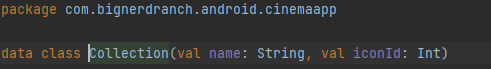 package com.bignerdranch.android.cinemaapp
data class Collection(val name: String, val iconId: Int)